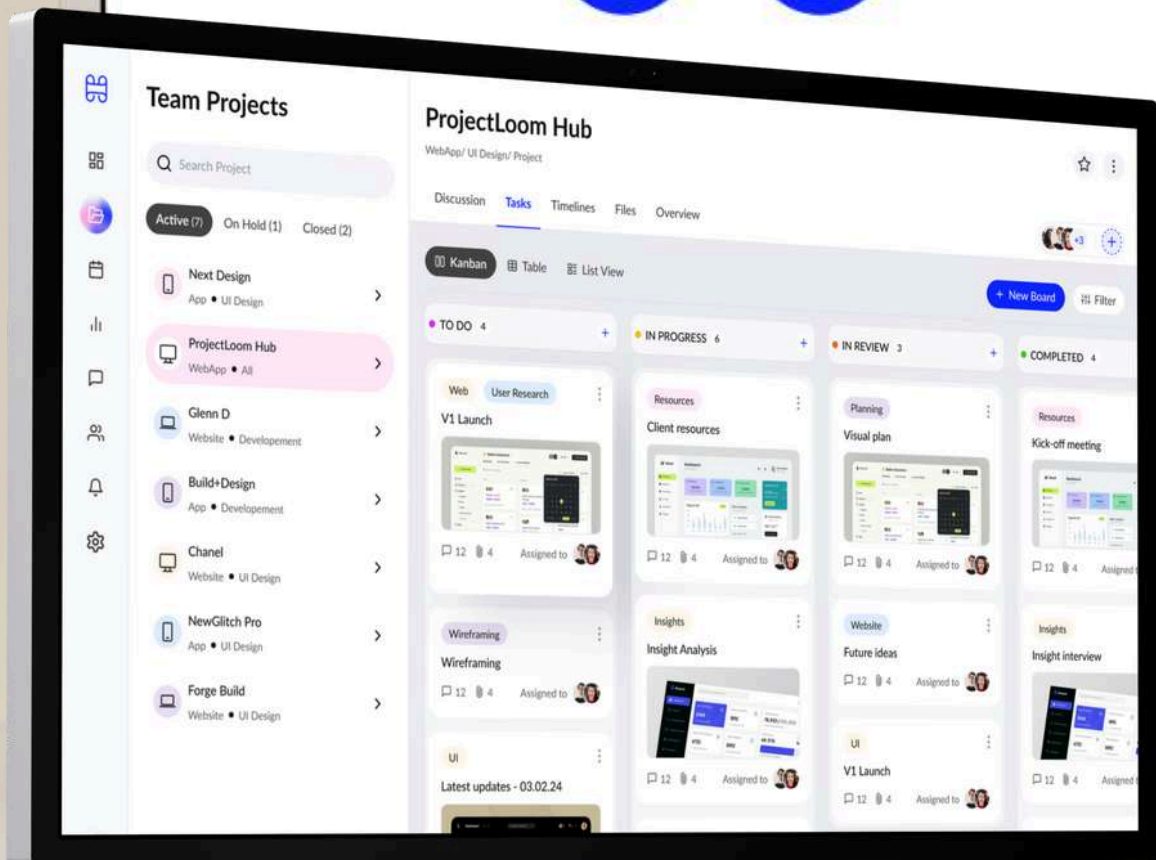 Team Projects
Search Project
Active (7)
On Hold (1)
Closed (2)
Next Design
App • UI Design
ProjectLoom Hub
WebApp • All
Glenn D
Website • Developement
Build+Design
App • Developement
Chanel
Website • UI Design
NewGlitch Pro
App • UI Design
Forge Build
Website • UI Design
ProjectLoom Hub
WebApp/ UI Design/ Project
Discussion
Tasks
Timelines
Files
Overview
+3
Kanban
Table
List View
+ New Board
Filter
TO DO 4
Web
User Research
V1 Launch
12 4 Assigned to
Wireframing
Wireframing
12 4 Assigned to
UI
Latest updates - 03.02.24
IN PROGRESS 6
Resources
Client resources
12 4 Assigned to
Insights
Insight Analysis
12 4 Assigned to
IN REVIEW 3
Planning
Visual plan
12 4 Assigned to
Website
Future ideas
12 4 Assigned to
UI
V1 Launch
12 4 Assigned to
COMPLETED 4
Resources
Kick-off meeting
12 4 Assigned
Insights
Insight interview
12 4 Assigned